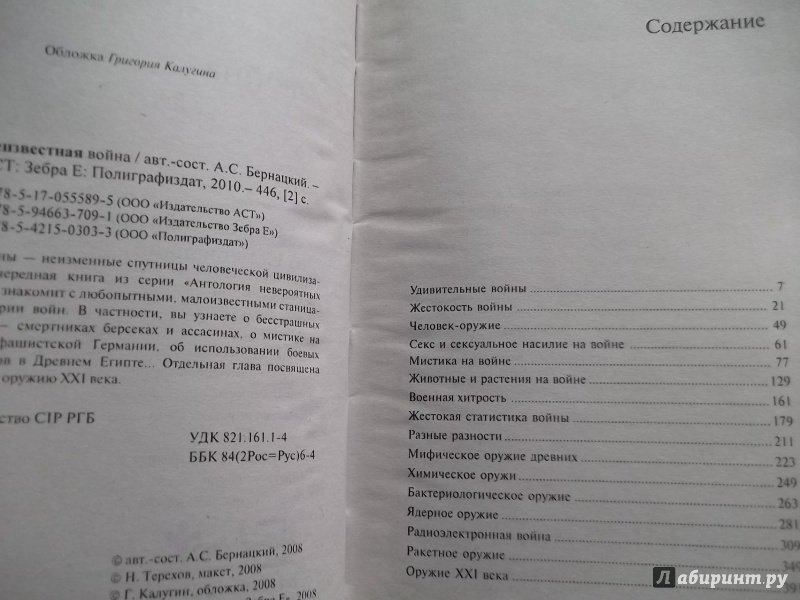 Обложка Григория Калугина
еизвестная война / авт.-сост. А.С. Бернацкий. –
СТ: Зебра Е: Полиграфиздат, 2010.– 446, [2] с.
78-5-17-055589-5 (ООО «Издательство АСТ»)
78-5-94663-709-1 (ООО «Издательство Зебра Е»)
78-5-4215-0303-3 (ООО «Полиграфиздат»)
ны — неизменные спутницы человеческой цивилиза-
чередная книга из серии «Антология невероятных
знакомит с любопытными, малоизвестными станица-
рии войн. В частности, вы узнаете о бесстрашных
— смертниках берсеках и ассасинах, о мистике на
фашистской Германии, об использовании боевых
ов в Древнем Египте... Отдельная глава посвящена
оружию XXI века.
ство CIP РГБ
УДК 821.161.1-4
ББК 84(2Рос=Рус)6-4
© авт.-сост. А.С. Бернацкий, 2008
© Н. Терехов, макет, 2008
© Г. Калугин, обложка, 2008
Зебра Е», 2008
Содержание
Удивительные войны 7
Жестокость войны 21
Человек-оружие 49
Секс и сексуальное насилие на войне 61
Мистика на войне 77
Животные и растения на войне 129
Военная хитрость 161
Жестокая статистика войны 179
Разные разности 211
Мифическое оружие древних 223
Химическое оружи 249
Бактериологическое оружие 263
Ядерное оружие 281
Радиоэлектронная война 309
Ракетное оружие 349
Оружие XXI века 391
Лабиринт.ру